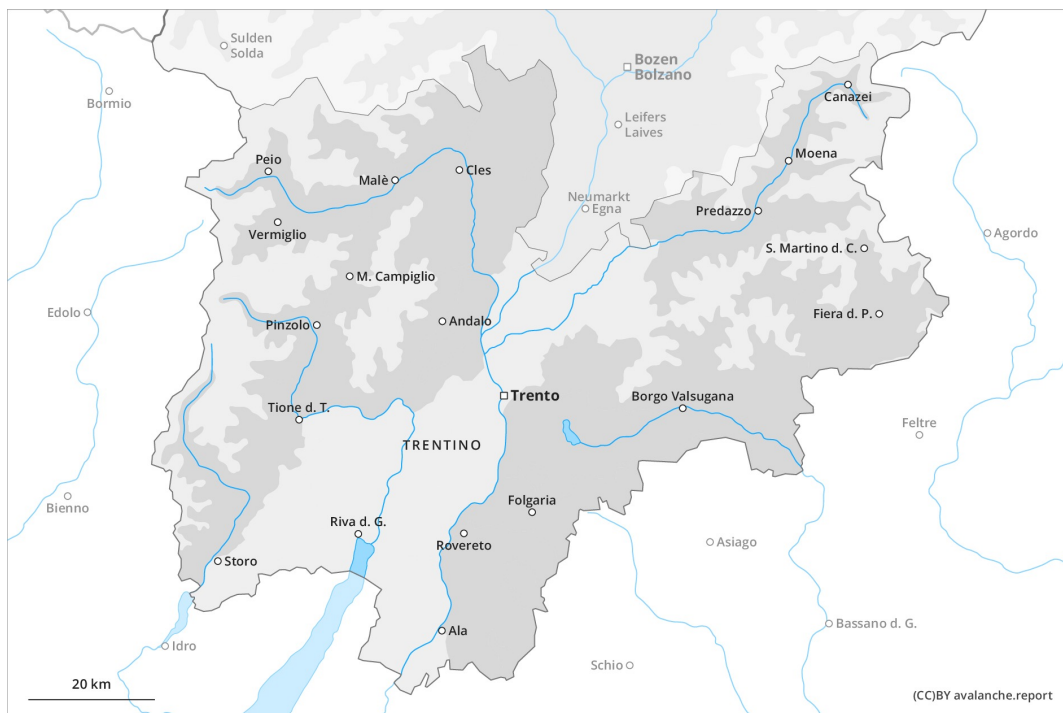 Sulden
Solda
Bozen
Bolzano
Bormio
Canazei
Leifers
Laives
Peio
Malè
Cles
Moena
Neumarkt
Egna
Predazzo
Vermiglio
S. Martino d. C.
Agordo
M. Campiglio
Edolo
Pinzolo
Andalo
Fiera d. P.
Trento
Borgo Valsugana
Tione d. T.
Feltre
TRENTINO
Bienno
Folgaria
Riva d. G.
Rovereto
Asiago
Storo
Ala
Bassano d. G.
Idro
Schio
20 km
(CC)BY avalanche.report